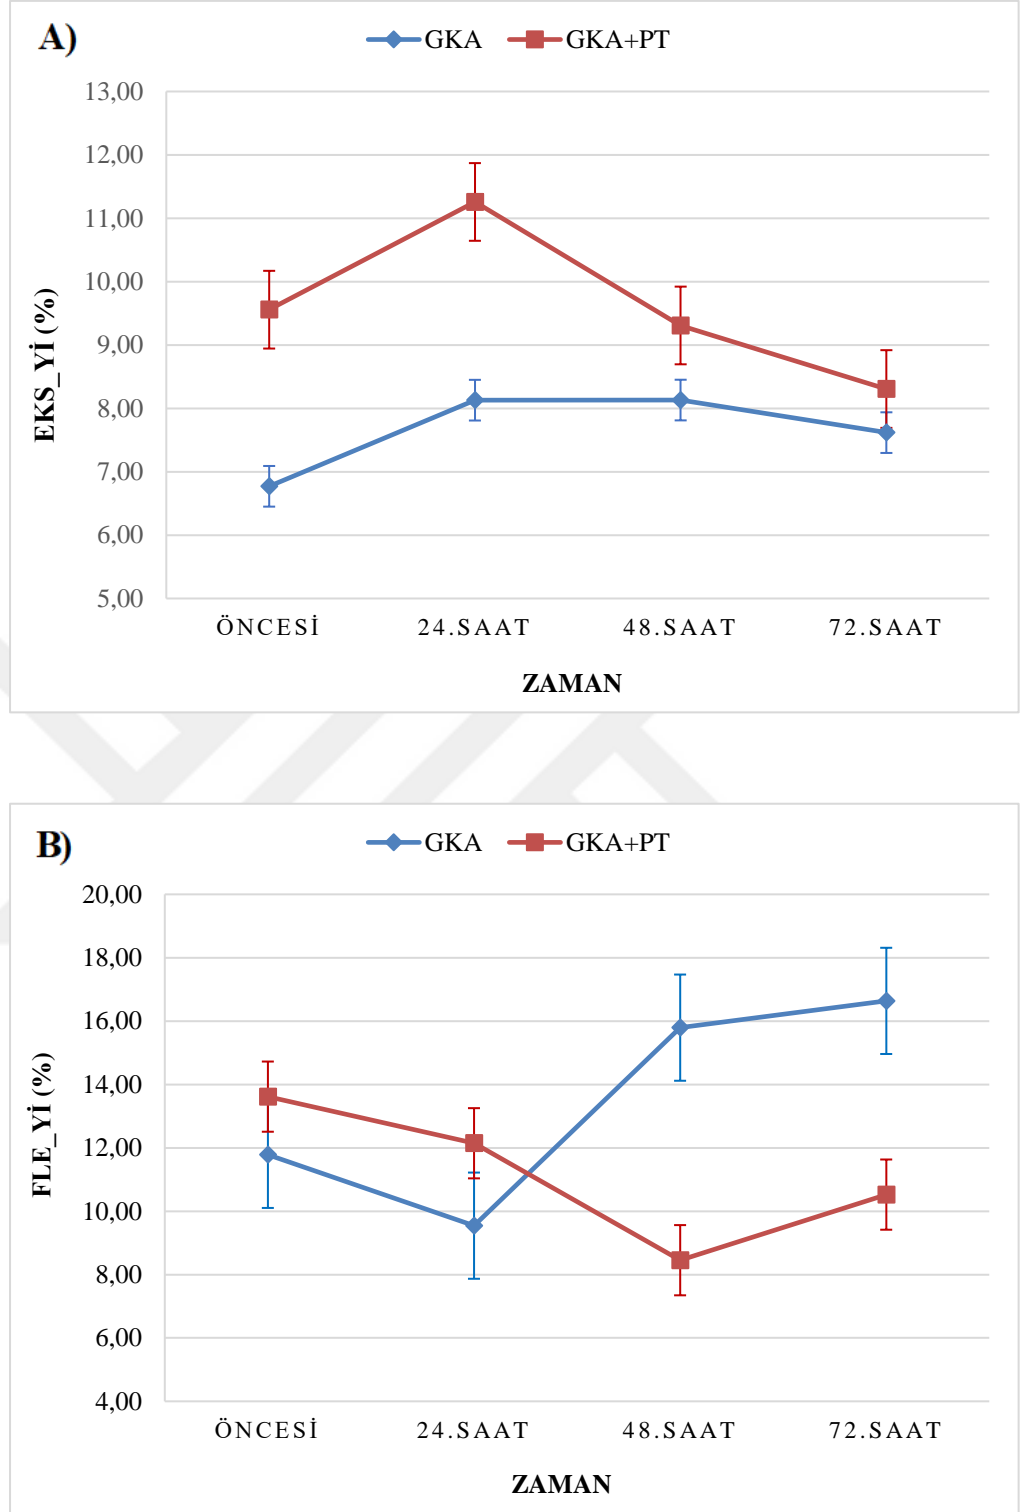 A)
GKA GKA+PT
13,00
12,00
11,00
10,00
9,00
8,00
7,00
6,00
5,00
EKS_Yİ (%)
ÖNCESİ 24.SAAT 48.SAAT 72.SAAT
ZAMAN
B)
GKA GKA+PT
20,00
18,00
16,00
14,00
12,00
10,00
8,00
6,00
4,00
FLE_Yİ (%)
ÖNCESİ 24.SAAT 48.SAAT 72.SAAT
ZAMAN